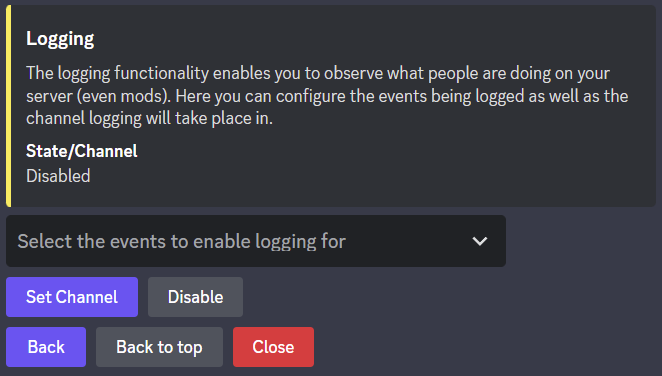 Logging
The logging functionality enables you to observe what people are doing on your
server (even mods). Here you can configure the events being logged as well as the
channel logging will take place in.
State/Channel
Disabled
Select the events to enable logging for
Set Channel Disable
Back Back to top Close